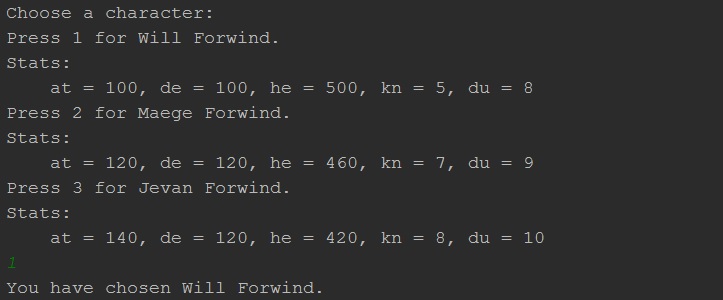 Choose a character:
Press 1 for Will Forwind.
Stats:
    at = 100, de = 100, he = 500, kn = 5, du = 8
Press 2 for Maege Forwind.
Stats:
    at = 120, de = 120, he = 460, kn = 7, du = 9
Press 3 for Jevan Forwind.
Stats:
    at = 140, de = 120, he = 420, kn = 8, du = 10
1
You have chosen Will Forwind.